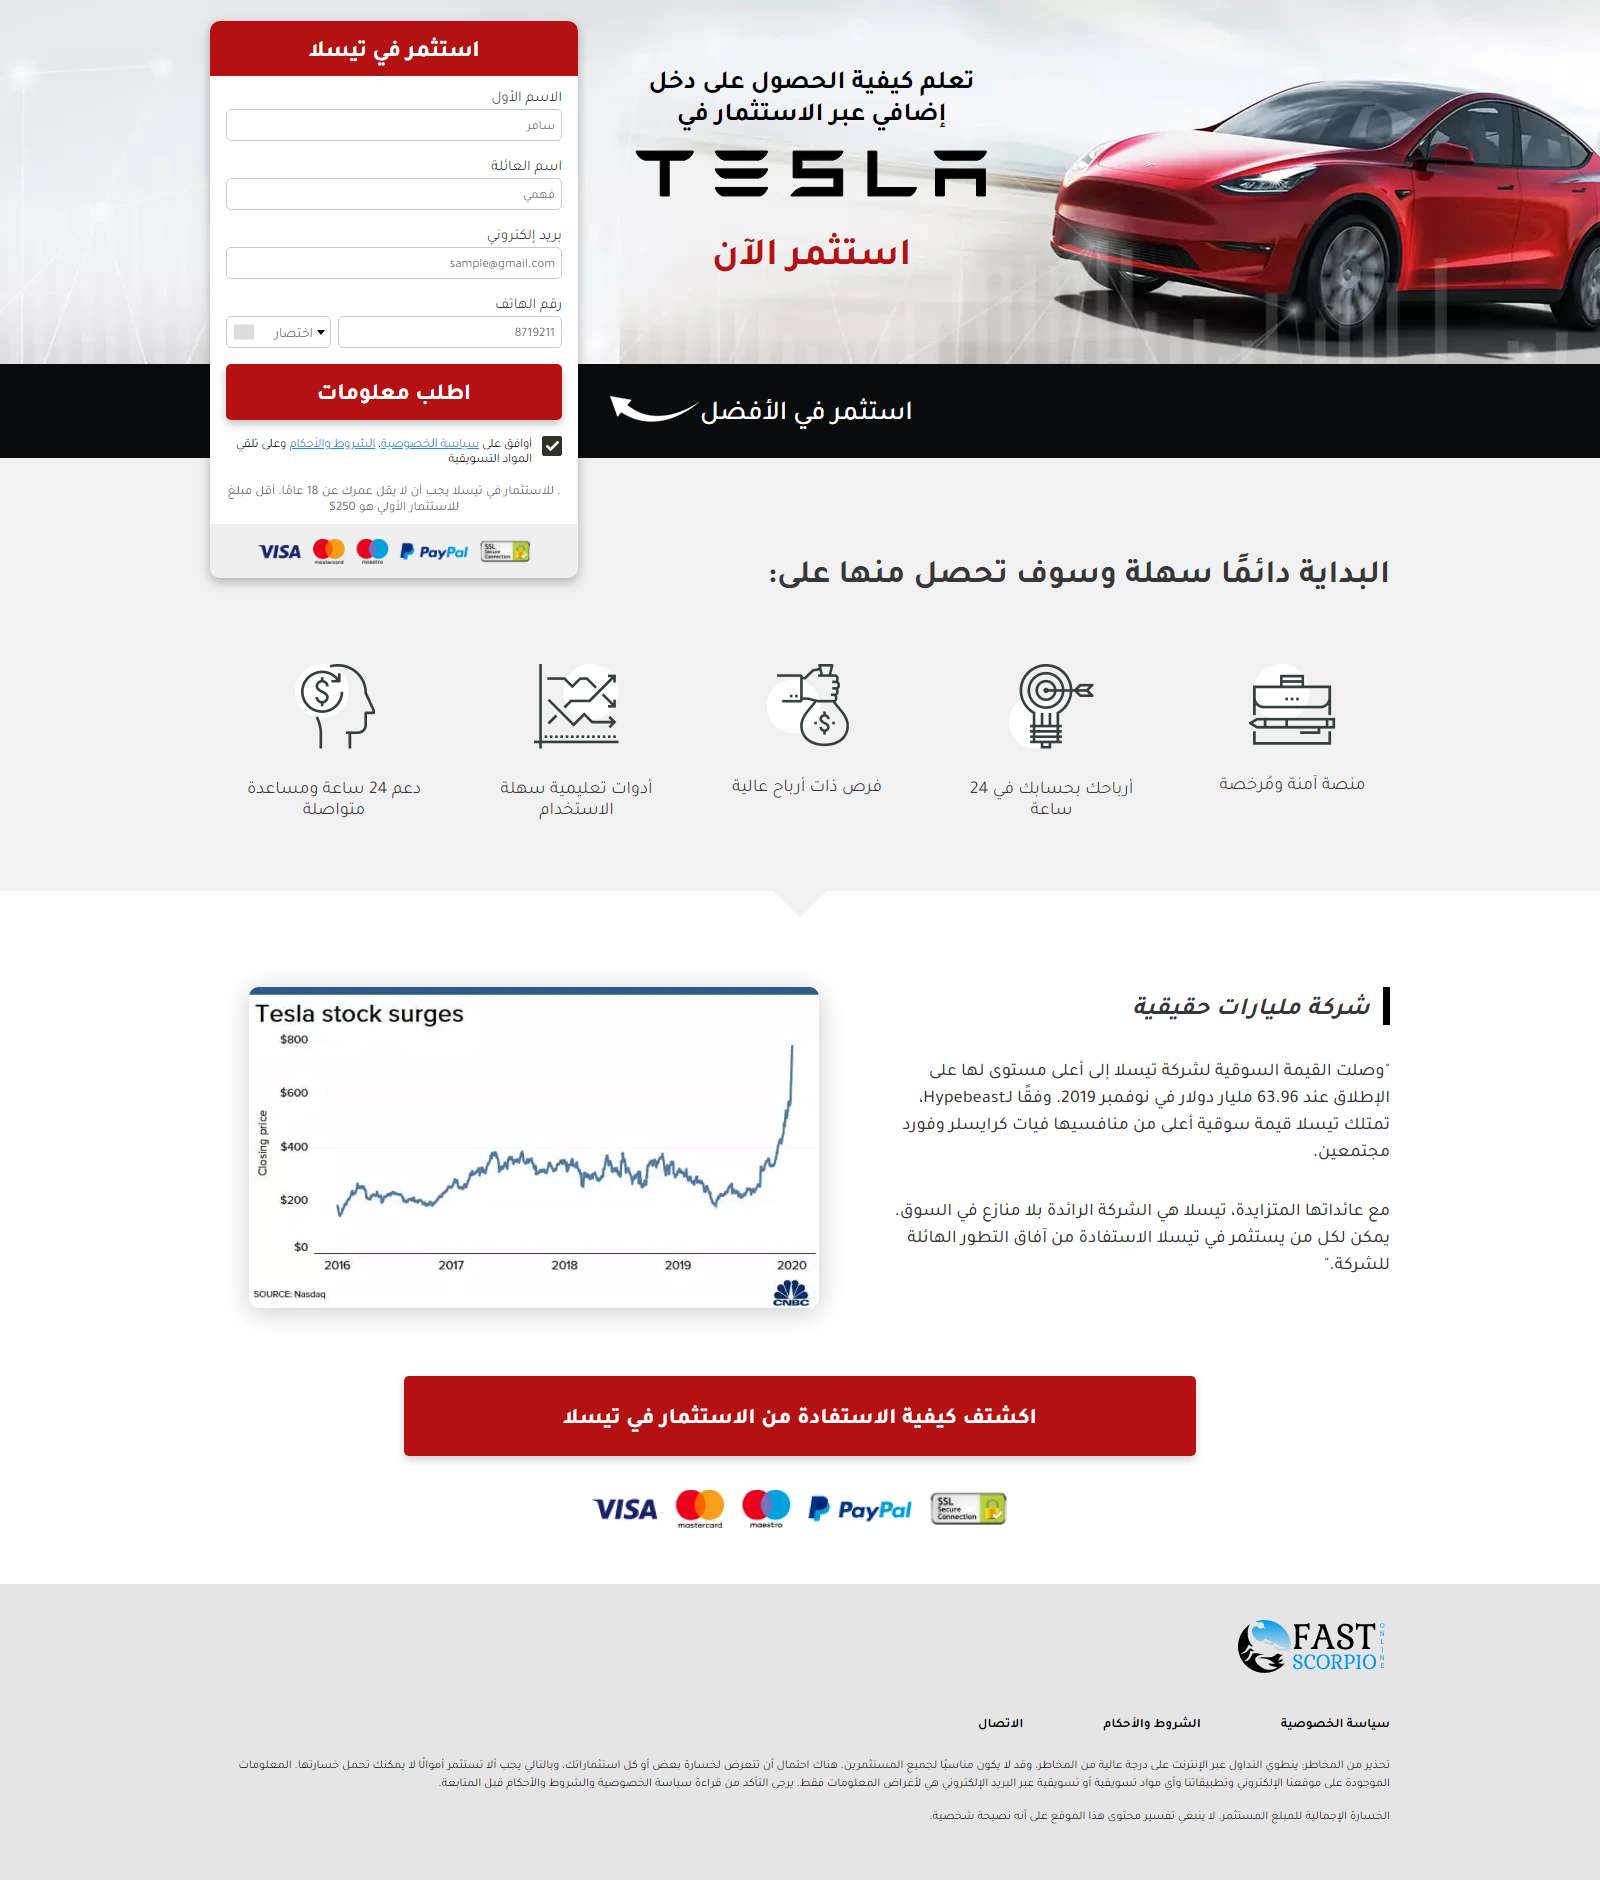 تعلم كيفية الحصول على دخل
إضافي عبر الاستثمار في
TESLA
استثمر الآن
استثمر في الأفضل
استثمر في تيسلا
الاسم الأول
سامر
اسم العائلة
فهمي
بريد إلكتروني
sample@gmail.com
رقم الهاتف
8719211
اختصار
اطلب معلومات
أوافق على سياسة الخصوصية، الشروط والأحكام وعلى تلقي
المواد التسويقية
. للاستثمار في تيسلا يجب أن لا يقل عمرك عن 18 عامًا. أقل مبلغ
للاستثمار الأولي هو 250$
VISA mastercard maestro PayPal SSL Secure Connection
البداية دائمًا سهلة وسوف تحصل منها على:
منصة آمنة ومُرخصة
أرباحك بحسابك في 24
ساعة
فرص ذات أرباح عالية
أدوات تعليمية سهلة
الاستخدام
دعم 24 ساعة ومساعدة
متواصلة
شركة مليارات حقيقية
"وصلت القيمة السوقية لشركة تيسلا إلى أعلى مستوى لها على
الإطلاق عند 63.96 مليار دولار في نوفمبر 2019. وفقًا لـHypebeast،
تمتلك تيسلا قيمة سوقية أعلى من منافسيها فيات كرايسلر وفورد
مجتمعين.
مع عائداتها المتزايدة، تيسلا هي الشركة الرائدة بلا منازع في السوق.
يمكن لكل من يستثمر في تيسلا الاستفادة من آفاق التطور الهائلة
للشركة."
Tesla stock surges
$800
$600
$400
$200
$0
Closing price
2016 2017 2018 2019 2020
SOURCE: Nasdaq
CNBC
اكشتف كيفية الاستفادة من الاستثمار في تيسلا
VISA mastercard maestro PayPal SSL Secure Connection
FAST
SCORPIO
ONLINE
سياسة الخصوصية
الشروط والأحكام
الاتصال
تحذير من المخاطر: ينطوي التداول عبر الإنترنت على درجة عالية من المخاطر، وقد لا يكون مناسبًا لجميع المستثمرين. هناك احتمال أن تتعرض لخسارة بعض أو كل استثماراتك، وبالتالي يجب ألا تستثمر أموالًا لا يمكنك تحمل خسارتها. المعلومات
الموجودة على موقعنا الإلكتروني وتطبيقاتنا وأي مواد تسويقية أو تسويقية عبر البريد الإلكتروني هي لأغراض المعلومات فقط. يرجى التأكد من قراءة سياسة الخصوصية والشروط والأحكام قبل المتابعة.
الخسارة الإجمالية للمبلغ المستثمر. لا ينبغي تفسير محتوى هذا الموقع على أنه نصيحة شخصية.